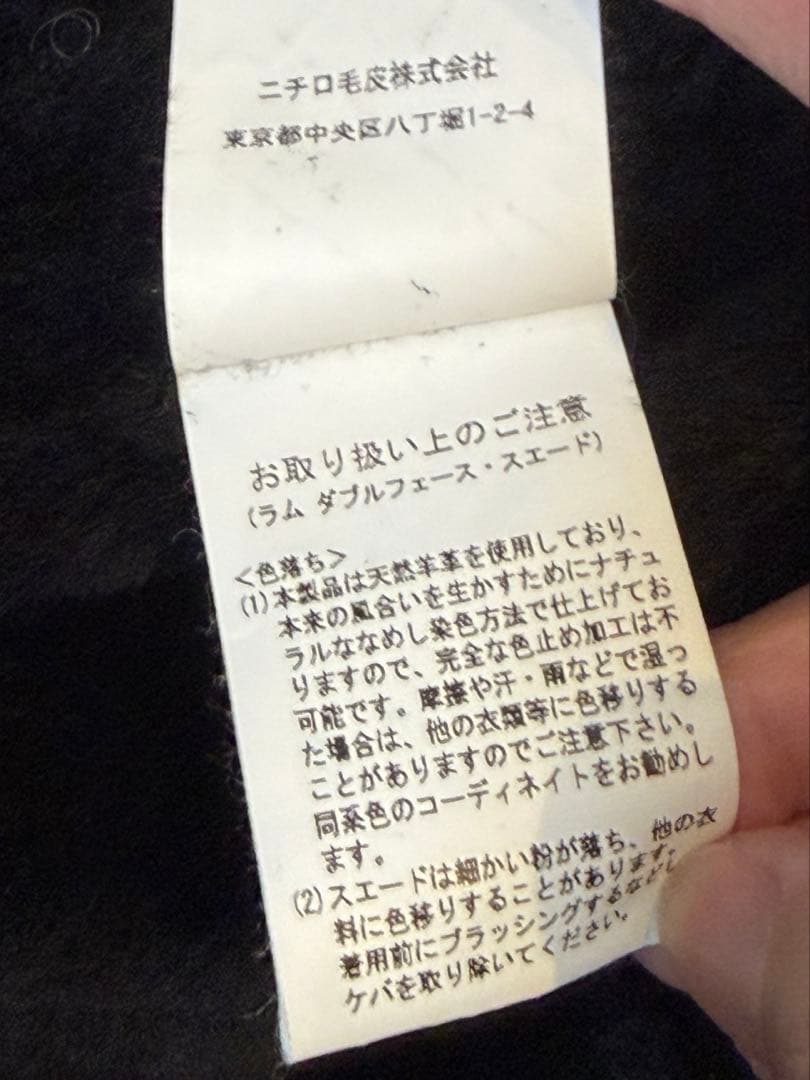 ニチロ毛皮株式会社
東京都中央区八丁堀1-2-4
お取り扱い上のご注意
(ラム ダブルフェース・スエード)
<色落ち>
(1)本製品は天然羊革を使用しており、
本来の風合いを生かすためにナチュ
ラルななめし染色方法で仕上げてお
りますので、完全な色止め加工は不
可能です。摩擦や汗・雨などで湿っ
た場合は、他の衣類等に色移りする
ことがありますのでご注意下さい。
同系色のコーディネイトをお勧めし
ます。
(2)スエードは細かい粉が落ち、他の衣
料に色移りすることがあります。
着用前にブラッシングするなどし
ケバを取り除いてください。